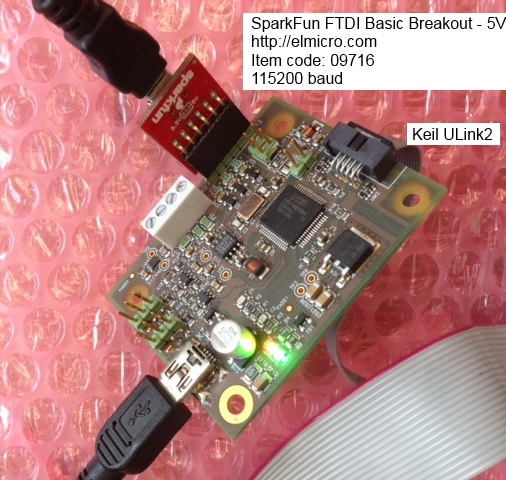 SparkFun FTDI Basic Breakout - 5V
http://elmicro.com
Item code: 09716
115200 baud
Keil ULink2
sparkfun